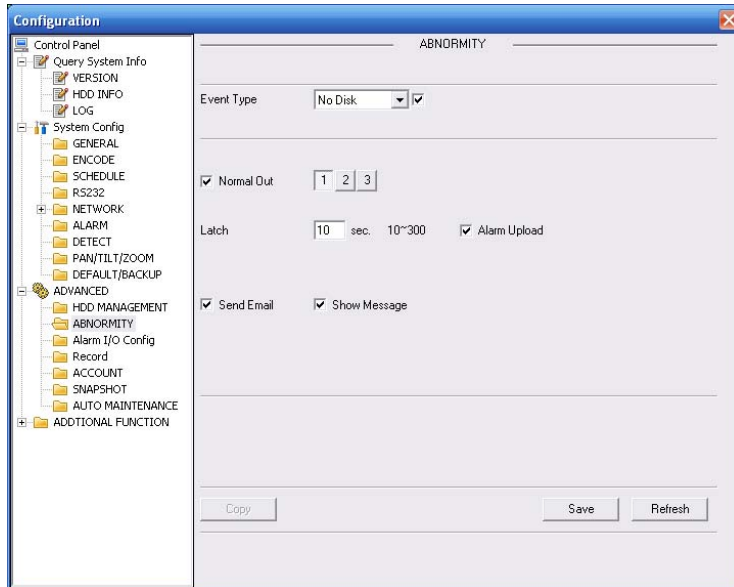 Configuration
Control Panel
Query System Info
VERSION
HDD INFO
LOG
System Config
GENERAL
ENCODE
SCHEDULE
RS232
NETWORK
ALARM
DETECT
PAN/TILT/ZOOM
DEFAULT/BACKUP
ADVANCED
HDD MANAGEMENT
ABNORMITY
Alarm I/O Config
Record
ACCOUNT
SNAPSHOT
AUTO MAINTENANCE
ADDTIONAL FUNCTION
ABNORMITY
Event Type No Disk
Normal Out 1 2 3
Latch 10 sec. 10~300 Alarm Upload
Send Email Show Message
Copy Save Refresh